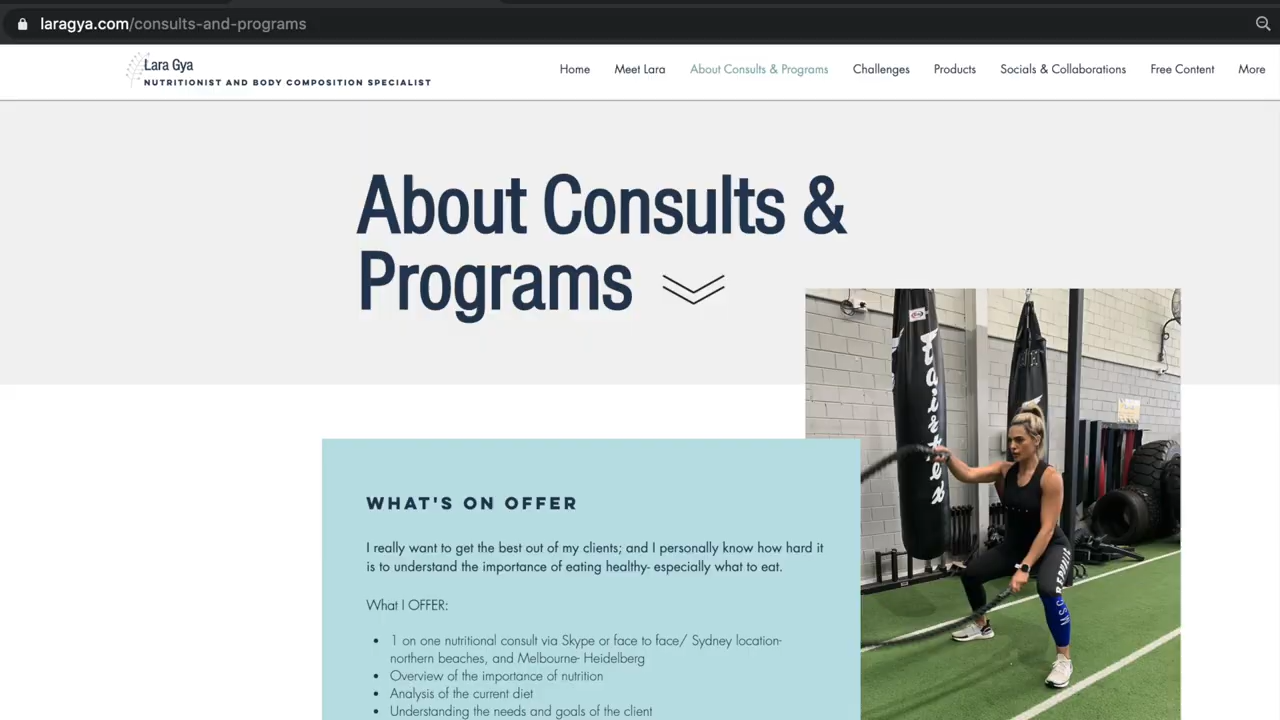 laragya.com/consults-and-programs
Lara Gya
NUTRITIONIST AND BODY COMPOSITION SPECIALIST
Home Meet Lara About Consults & Programs Challenges Products Socials & Collaborations Free Content More
About Consults &
Programs
WHAT'S ON OFFER
I really want to get the best out of my clients; and I personally know how hard it
is to understand the importance of eating healthy- especially what to eat.
What I OFFER:
• 1 on one nutritional consult via Skype or face to face/ Sydney location-
northern beaches, and Melbourne- Heidelberg
• Overview of the importance of nutrition
• Analysis of the current diet
• Understanding the needs and goals of the client